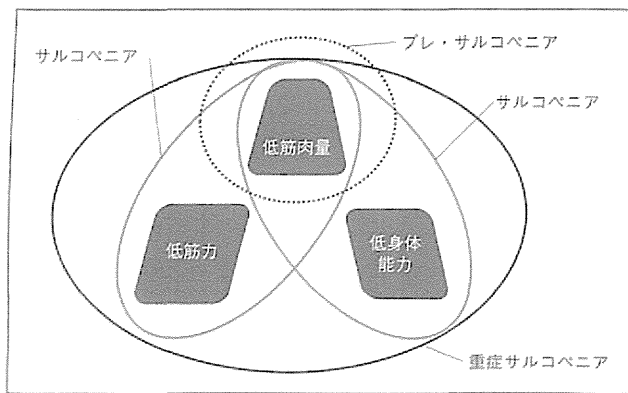 プレ・サルコペニア
サルコペニア
サルコペニア
低筋肉量
低筋力
低身体
能力
重症サルコペニア